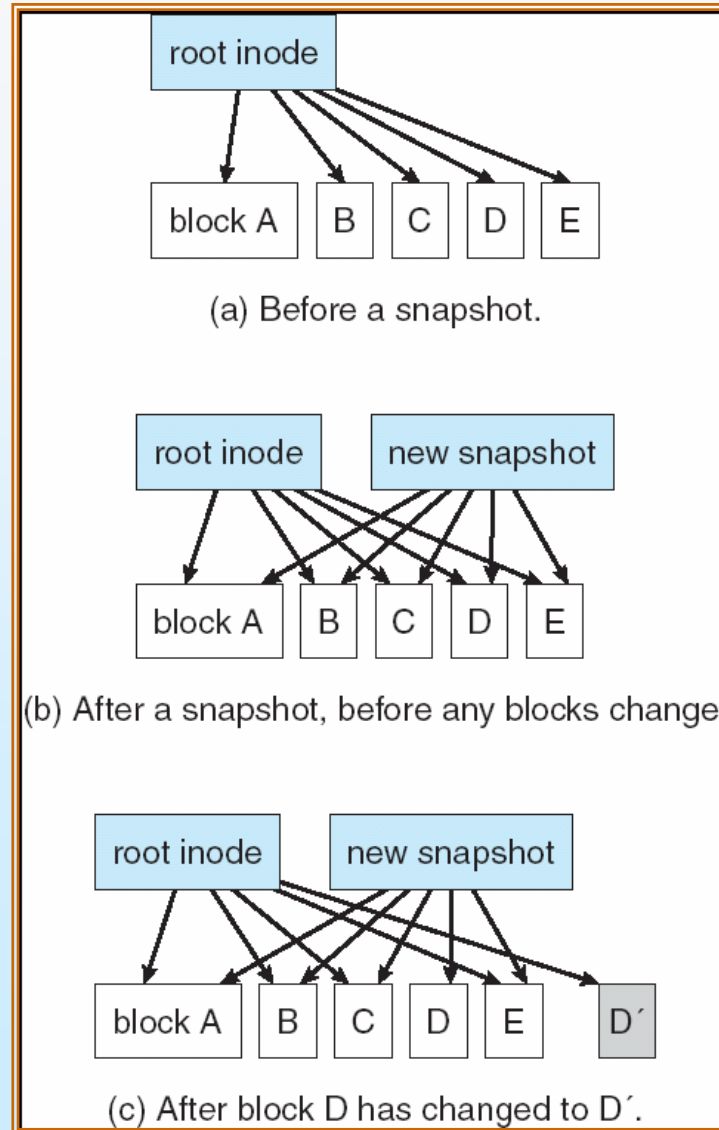 root inode
block A B C D E
(a) Before a snapshot.
root inode new snapshot
block A B C D E
(b) After a snapshot, before any blocks change
root inode new snapshot
block A B C D E D´
(c) After block D has changed to D´.